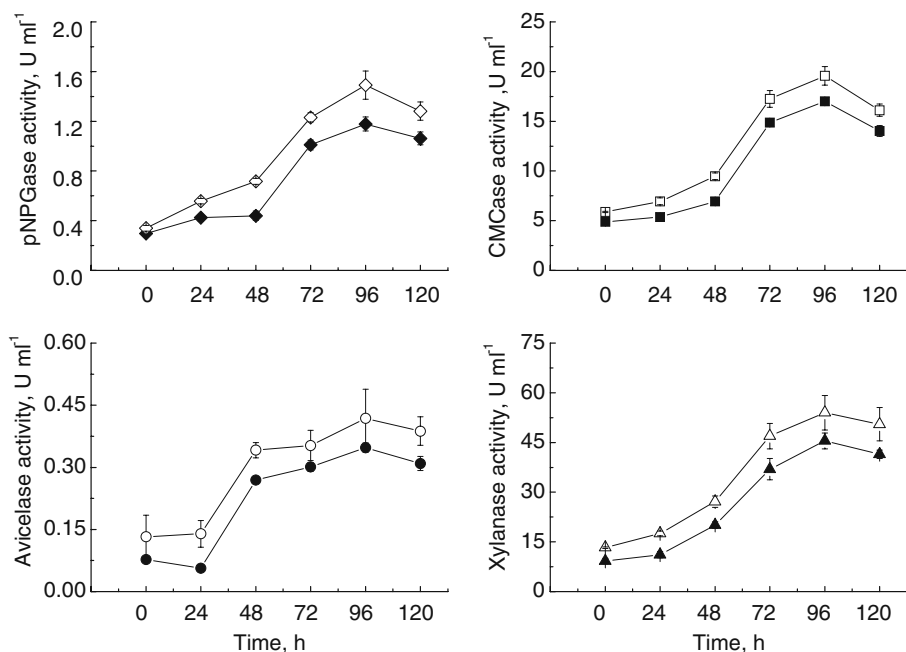 pNPGase activity, U ml-1
2.0
1.6
1.2
0.8
0.4
0.0
0 24 48 72 96 120
CMCase activity ,U ml-1
25
20
15
10
5
0
0 24 48 72 96 120
Avicelase activity, U ml-1
0.60
0.45
0.30
0.15
0.00
0 24 48 72 96 120
Time, h
Xylanase activity, U ml-1
75
60
45
30
15
0
0 24 48 72 96 120
Time, h